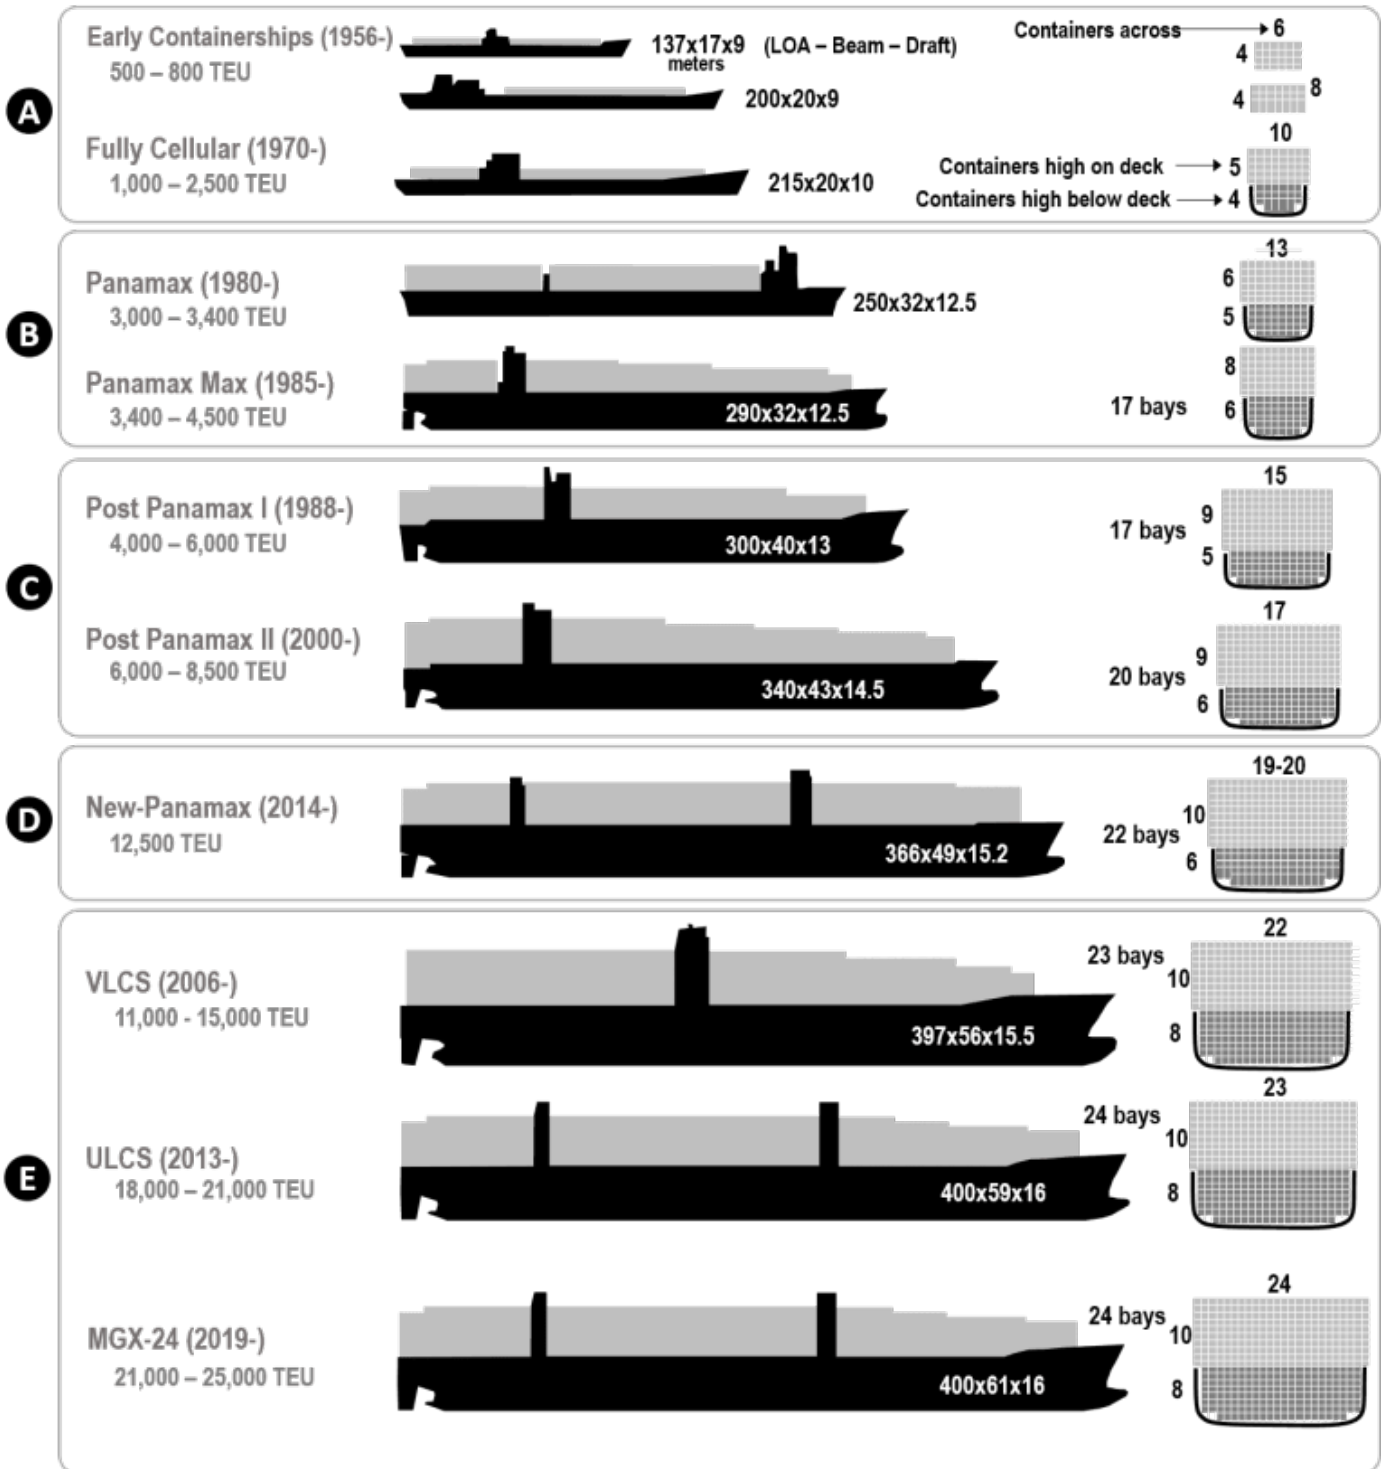 A
Early Containerships (1956-)
500 – 800 TEU
137x17x9 (LOA – Beam – Draft)
meters
Containers across 6
4
200x20x9
4 8
Fully Cellular (1970-)
1,000 – 2,500 TEU
215x20x10
10
Containers high on deck 5
Containers high below deck 4
B
Panamax (1980-)
3,000 – 3,400 TEU
250x32x12.5
13
6
5
Panamax Max (1985-)
3,400 – 4,500 TEU
290x32x12.5
17 bays
8
6
C
Post Panamax I (1988-)
4,000 – 6,000 TEU
300x40x13
17 bays
15
9
5
Post Panamax II (2000-)
6,000 – 8,500 TEU
340x43x14.5
20 bays
17
9
6
D
New-Panamax (2014-)
12,500 TEU
366x49x15.2
22 bays
19-20
10
6
E
VLCS (2006-)
11,000 - 15,000 TEU
397x56x15.5
23 bays
22
10
8
ULCS (2013-)
18,000 – 21,000 TEU
400x59x16
24 bays
23
10
8
MGX-24 (2019-)
21,000 – 25,000 TEU
400x61x16
24 bays
24
10
8